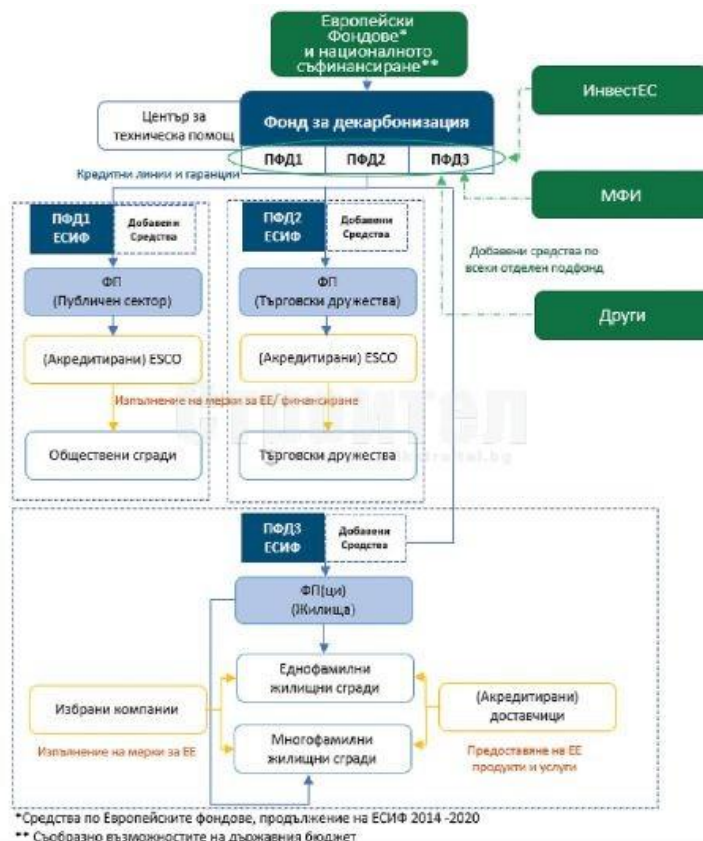 Европейски
Фондове*
и националното
съфинансиране**
ИнвестЕС
Център за
техническа помощ
Фонд за декарбонизация
ПФД1 ПФД2 ПФД3
Кредитни линии и гаранции
МФИ
Добавени средства по
всеки отделен подфонд
Други
ПФД1
ЕСИФ
Добавени
Средства
ФП
(Публичен сектор)
(Акредитирани) ESCO
ПФД2
ЕСИФ
Добавени
Средства
ФП
(Търговски дружества)
(Акредитирани) ESCO
Изпълнение на мерки за ЕЕ/ финансиране
Строител
Обществени сгради
Търговски дружества
ПФД3
ЕСИФ
Добавени
Средства
ФП(ци)
(Жилища)
Еднофамилни
жилищни сгради
Избрани компании
(Акредитирани)
доставчици
Многофамилни
жилищни сгради
Изпълнение на мерки за ЕЕ
Предоставяне на ЕЕ
продукти и услуги
*Средства по Европейските фондове, продължение на ЕСИФ 2014 -2020
** Съобразно възможностите на държавния бюджет